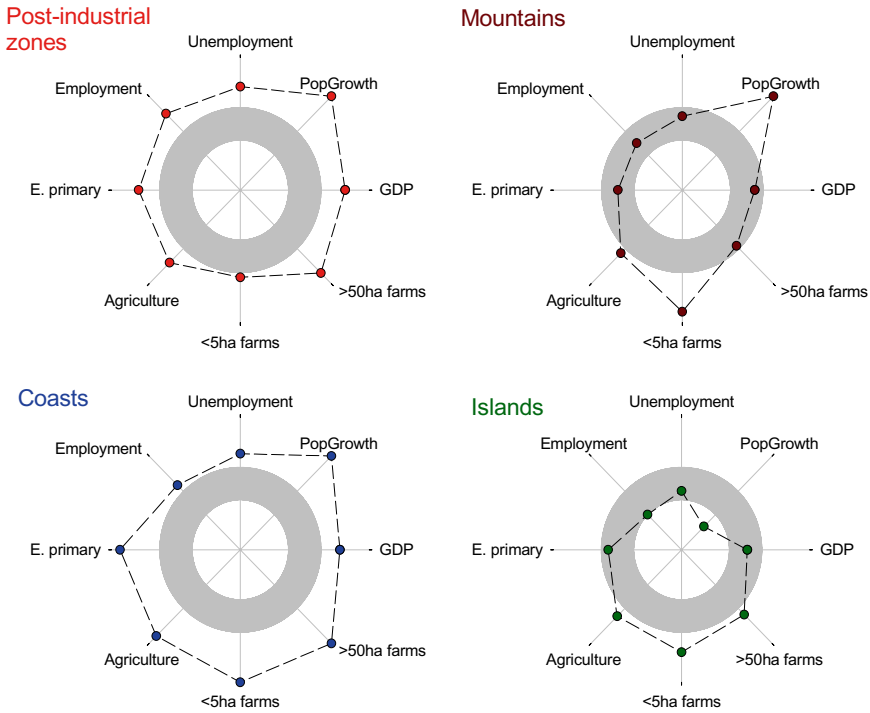 Post-industrial
zones
Unemployment
Employment
PopGrowth
E. primary
GDP
Agriculture
>50ha farms
<5ha farms
Mountains
Unemployment
Employment
PopGrowth
E. primary
GDP
Agriculture
>50ha farms
<5ha farms
Coasts
Unemployment
Employment
PopGrowth
E. primary
GDP
Agriculture
>50ha farms
<5ha farms
Islands
Unemployment
Employment
PopGrowth
E. primary
GDP
Agriculture
>50ha farms
<5ha farms